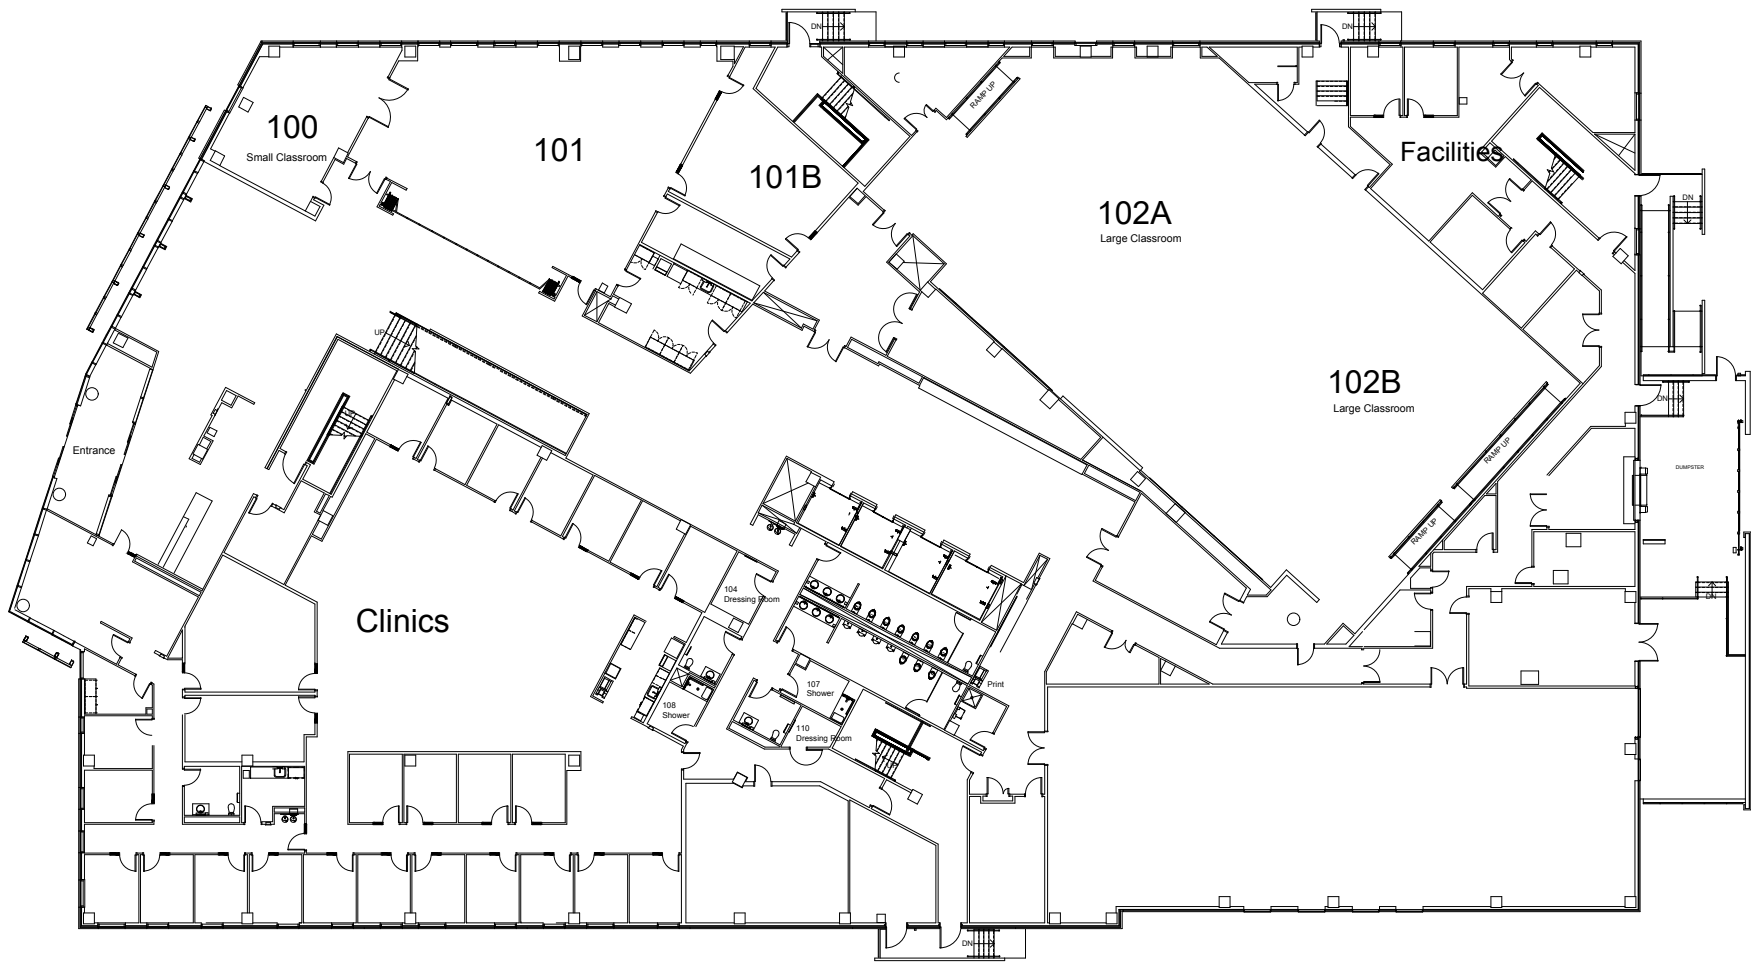 DN
DN
RAMP UP
100
Small Classroom
101
101B
Facilities
DN
102A
Large Classroom
UP
102B
Large Classroom
DN
Entrance
RAMP UP
DUMPSTER
RAMP UP
104
Dressing Room
DN
Clinics
107
Shower
Print
108
Shower
110
Dressing Room
UP
DN